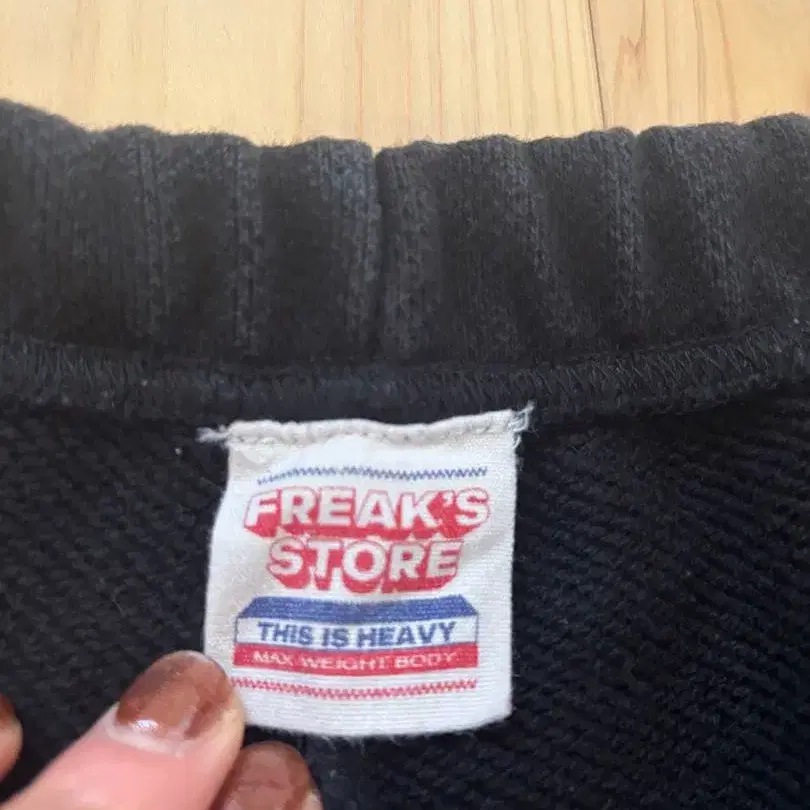 FREAK'S
STORE
THIS IS HEAVY
MAX WEIGHT BODY